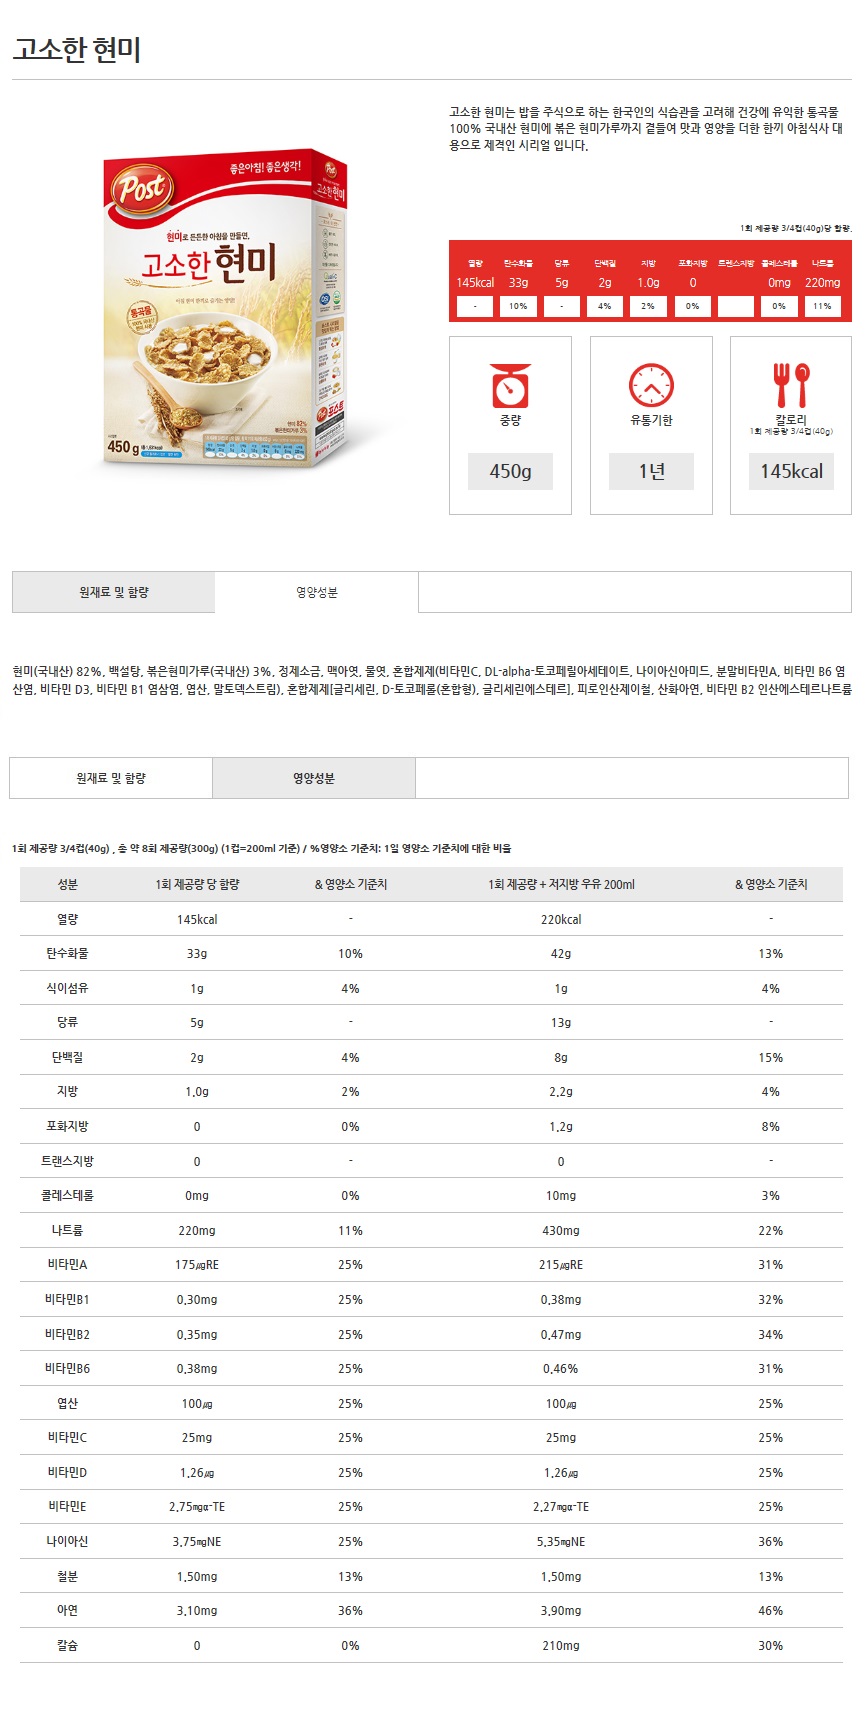 고소한 현미
고소한 현미는 밥을 주식으로 하는 한국인의 식습관을 고려해 건강에 유익한 통곡물
100% 국내산 현미에 볶은 현미가루까지 곁들여 맛과 영양을 더한 한끼 아침식사 대
용으로 제격인 시리얼 입니다.
좋은아침! 좋은생각!
Post
Post
고소한현미
현미로 든든한 아침을 만들면,
고소한 현미
통곡물
현미 82%
볶은현미가루 3%
450 g
Post 포스트
1회 제공량 3/4컵(40g)당 함량.
열량 탄수화물 당류 단백질 지방 포화지방 트렌스지방 콜레스테롤 나트륨
145kcal 33g 5g 2g 1.0g 0 0mg 220mg
- 10% - 4% 2% 0% 0% 11%
중량 유통기한 칼로리
1회 제공량 3/4컵(40g)
450g 1년 145kcal
원재료 및 함량 영양성분
현미(국내산) 82%, 백설탕, 볶은현미가루(국내산) 3%, 정제소금, 맥아엿, 물엿, 혼합제제(비타민C, DL-alpha-토코페릴아세테이트, 나이아신아미드, 분말비타민A, 비타민 B6 염
산염, 비타민 D3, 비타민 B1 염삼염, 엽산, 말토덱스트림), 혼합제제[글리세린, D-토코페롤(혼합형), 글리세린에스테르], 피로인산제이철, 산화아연, 비타민 B2 인산에스테르나트륨
원재료 및 함량 영양성분
1회 제공량 3/4컵(40g) , 총 약 8회 제공량(300g) (1컵=200ml 기준) / %영양소 기준치: 1일 영양소 기준치에 대한 비율
성분 1회 제공량 당 함량 & 영양소 기준치 1회 제공량 + 저지방 우유 200ml & 영양소 기준치
열량 145kcal - 220kcal -
탄수화물 33g 10% 42g 13%
식이섬유 1g 4% 1g 4%
당류 5g - 13g -
단백질 2g 4% 8g 15%
지방 1.0g 2% 2.2g 4%
포화지방 0 0% 1.2g 8%
트랜스지방 0 - 0 -
콜레스테롤 0mg 0% 10mg 3%
나트륨 220mg 11% 430mg 22%
비타민A 175㎍RE 25% 215㎍RE 31%
비타민B1 0.30mg 25% 0.38mg 32%
비타민B2 0.35mg 25% 0.47mg 34%
비타민B6 0.38mg 25% 0.46% 31%
엽산 100㎍ 25% 100㎍ 25%
비타민C 25mg 25% 25mg 25%
비타민D 1.26㎍ 25% 1.26㎍ 25%
비타민E 2.75㎎α-TE 25% 2.27㎎α-TE 25%
나이아신 3.75㎎NE 25% 5.35㎎NE 36%
철분 1.50mg 13% 1.50mg 13%
아연 3.10mg 36% 3.90mg 46%
칼슘 0 0% 210mg 30%